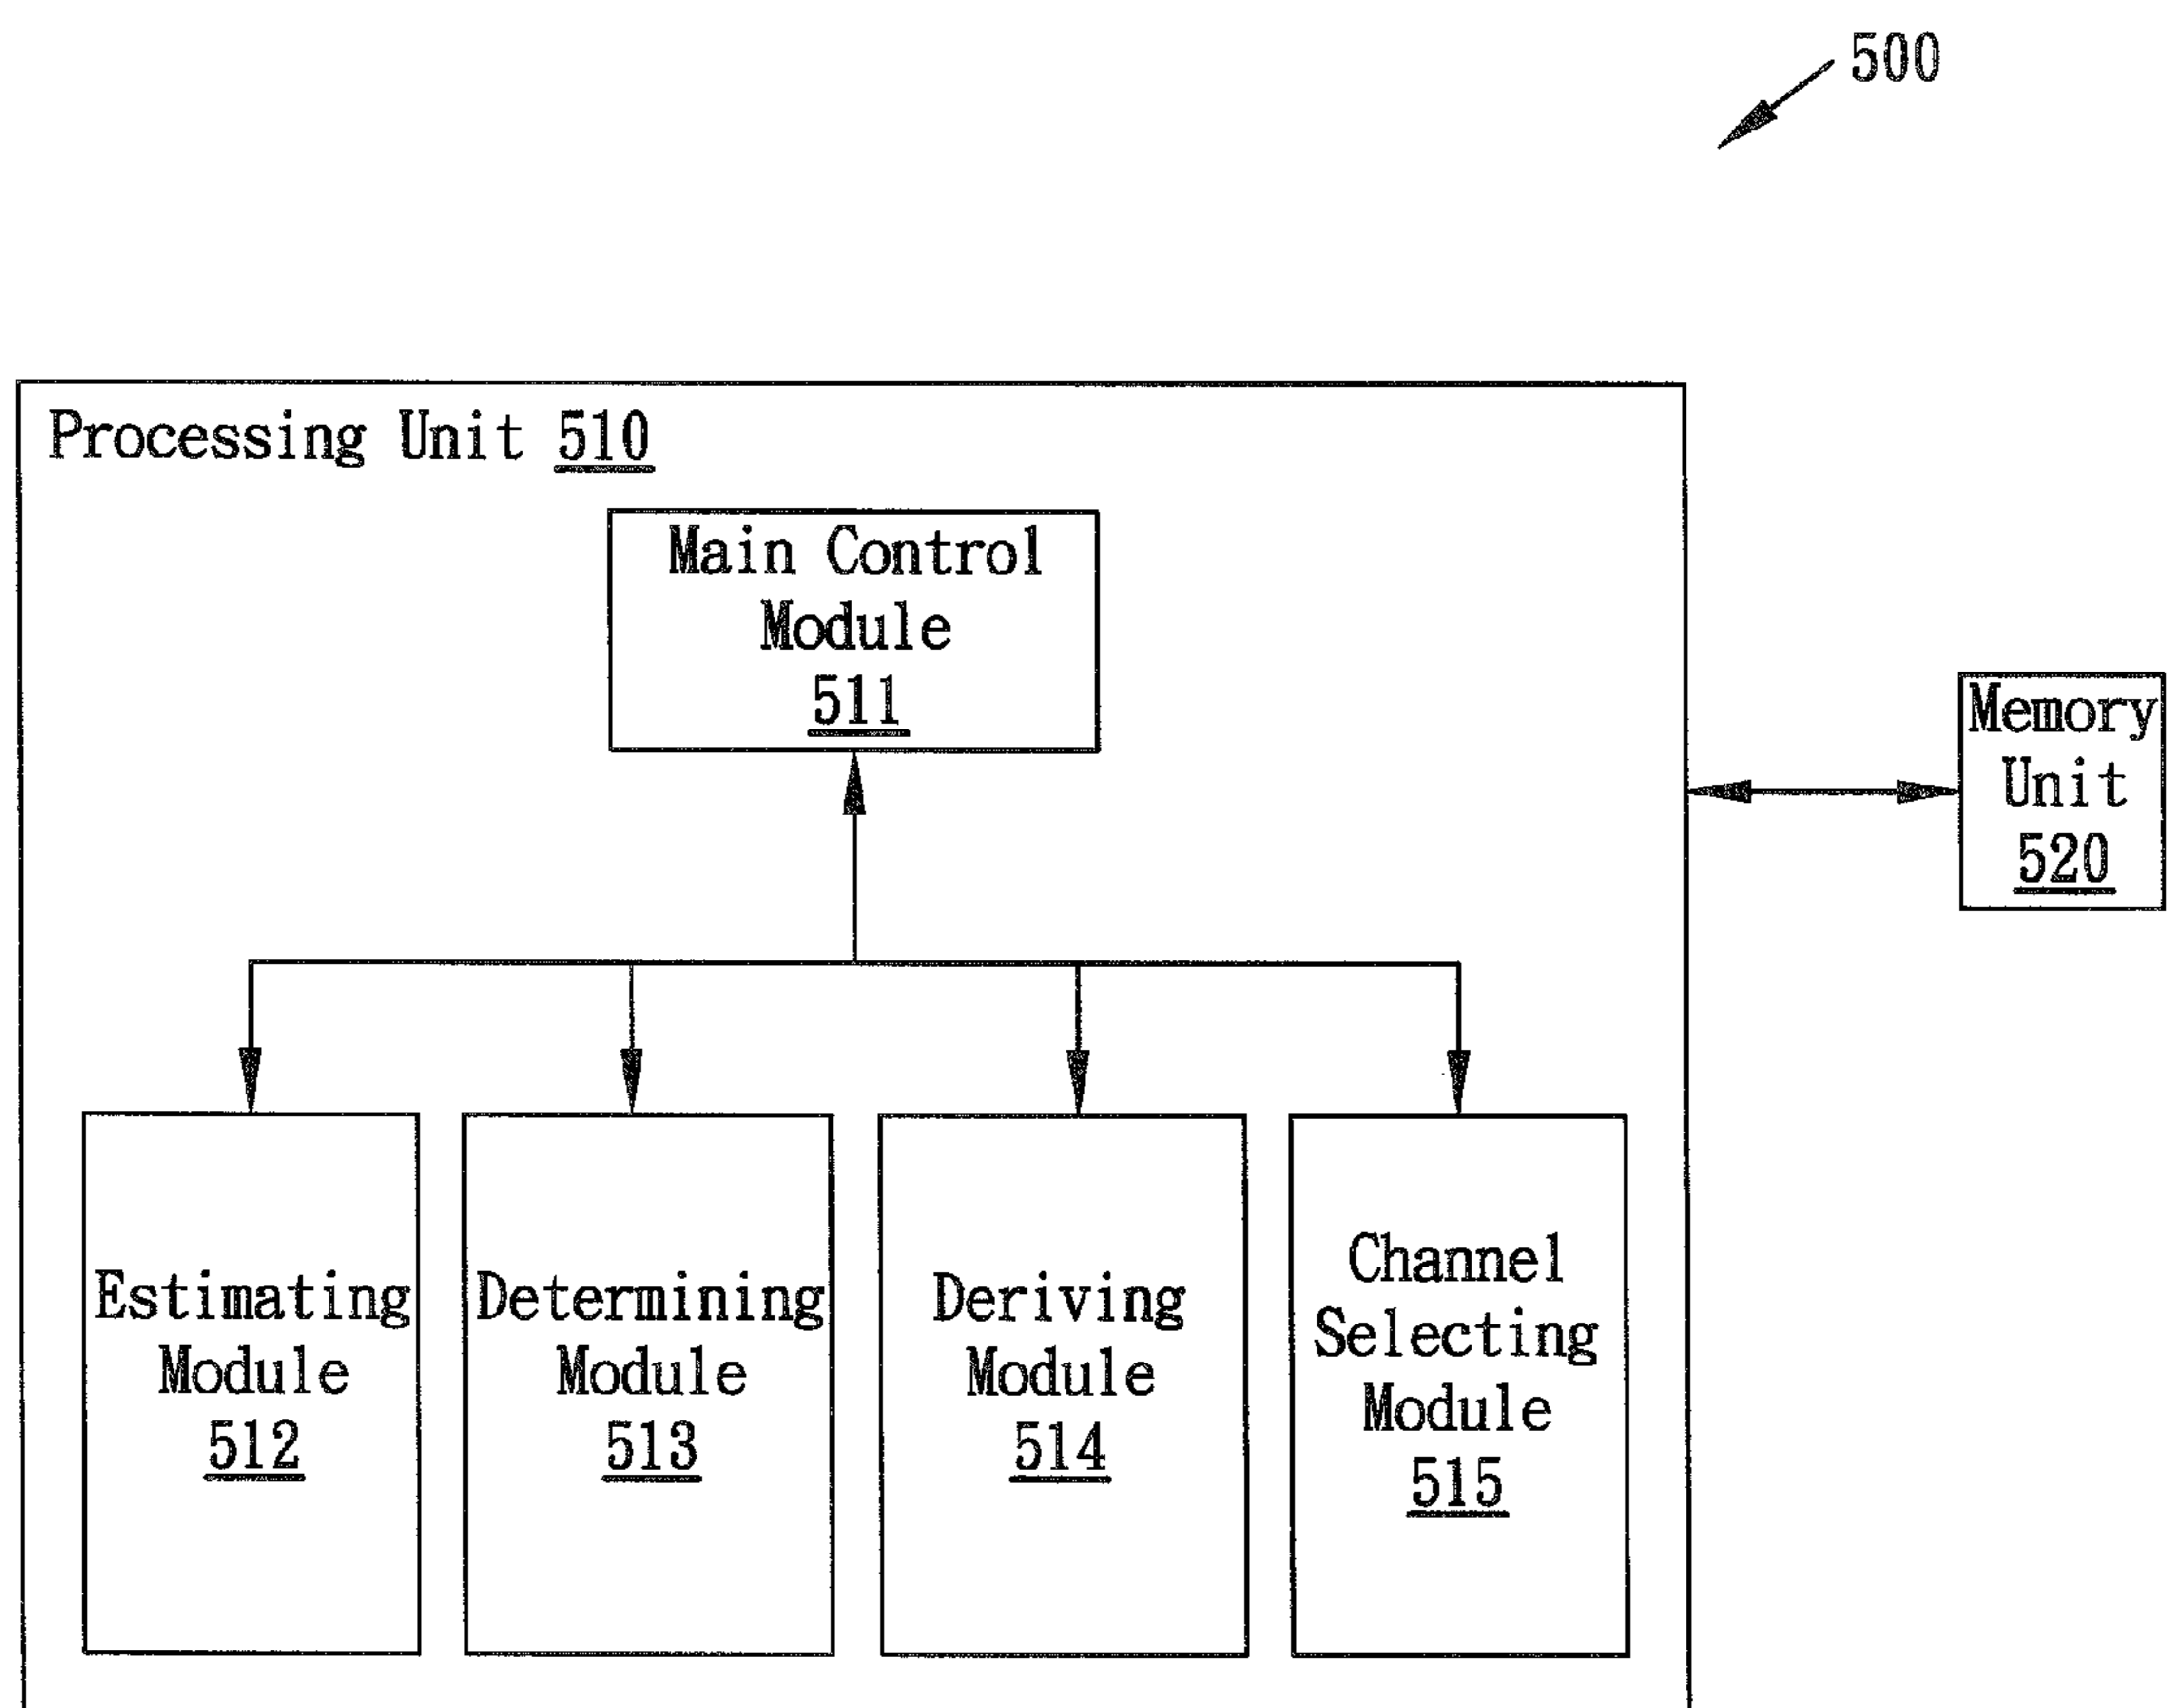 500
Processing Unit 510
Main Control
Module
511
Memory
Unit
520
Estimating
Module
512
Determining
Module
513
Deriving
Module
514
Channel
Selecting
Module
515